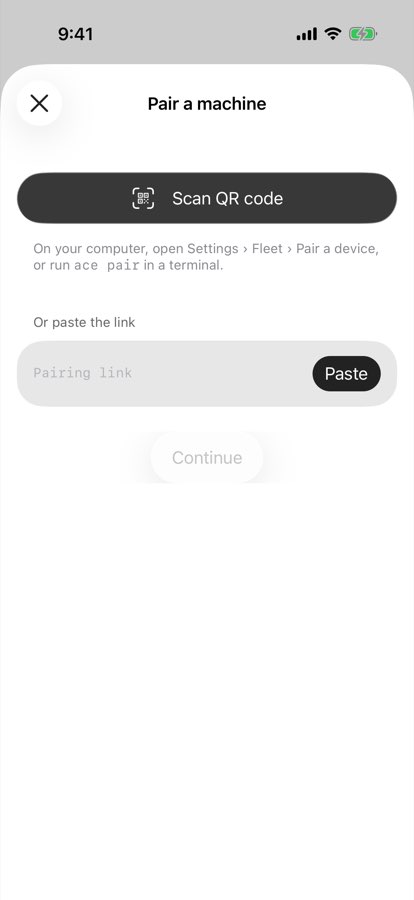 9:41
Pair a machine
Scan QR code
On your computer, open Settings › Fleet › Pair a device,
or run ace pair in a terminal.
Or paste the link
Pairing link
Paste
Continue